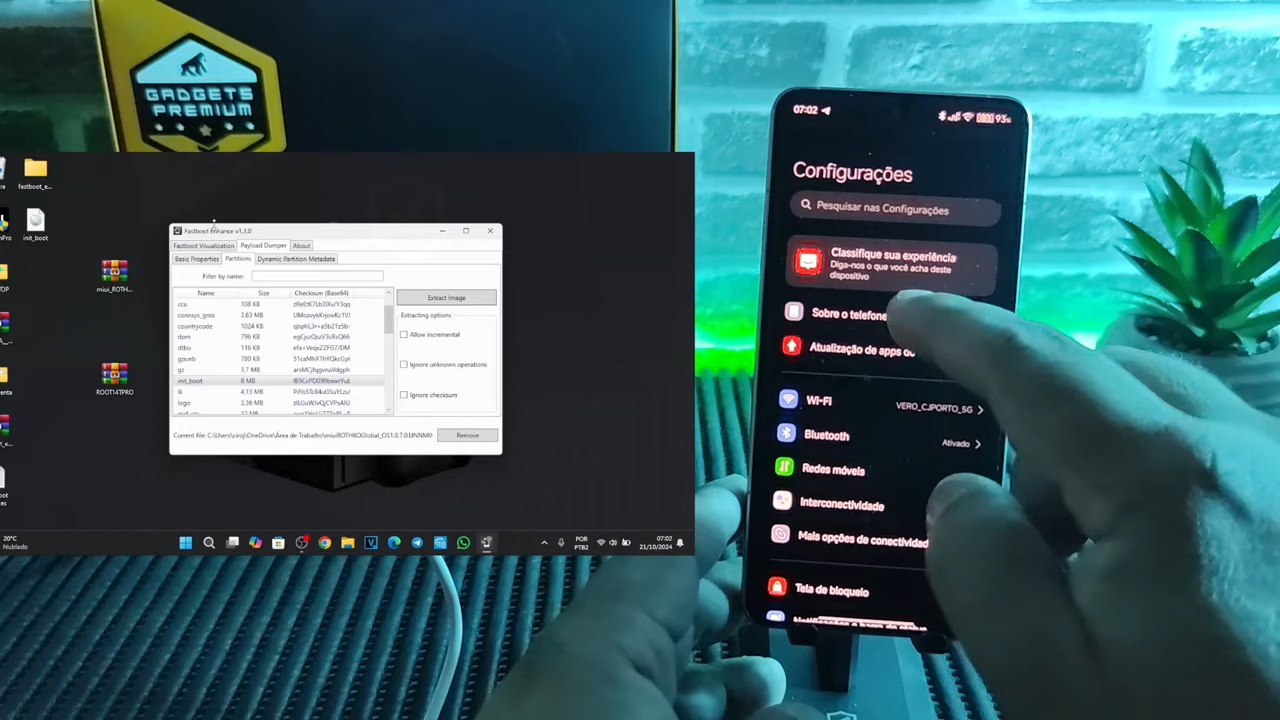 GADGETS
PREMIUM
fastboot_e...
init_boot
miui_ROTH...
ROOT14TPRO
Fastboot Enhance v1.3.0
Fastboot Visualization
Payload Dumper
About
Basic Properties
Partitions
Dynamic Partition Metadata
Filter by name:
Name Size Checksum (Base64)
ccu 108 KB
connsys_gnss 3,63 MB
countrycode 1024 KB
dpm 796 KB
dtbo 116 KB
gpueb 780 KB
gz 3,7 MB
init_boot 8 MB
lk 4,13 MB
logo 3,36 MB
Extract Image
Extracting options
Allow incremental
Ignore unknown operations
Ignore checksum
Remove
20°C
Nublado
POR
PTB2
07:02
21/10/2024
07:02
93%
Configurações
Pesquisar nas Configurações
Classifique sua experiência
Diga-nos o que você acha deste
dispositivo
Sobre o telefone
Atualização de apps do
Wi-Fi VERO_CJPORTO_5G
Bluetooth Ativado
Redes móveis
Interconectividade
Mais opções de conectividad
Tela de bloqueio